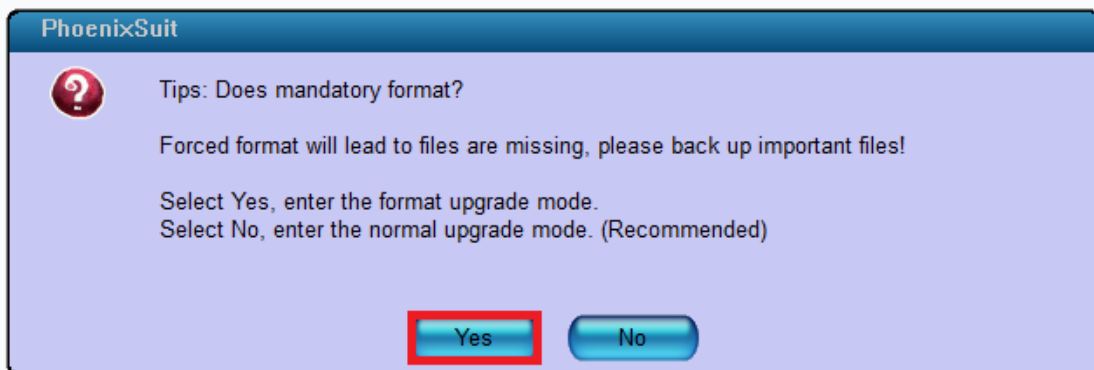 PhoenixSuit
Tips: Does mandatory format?
Forced format will lead to files are missing, please back up important files!
Select Yes, enter the format upgrade mode.
Select No, enter the normal upgrade mode. (Recommended)
Yes
No